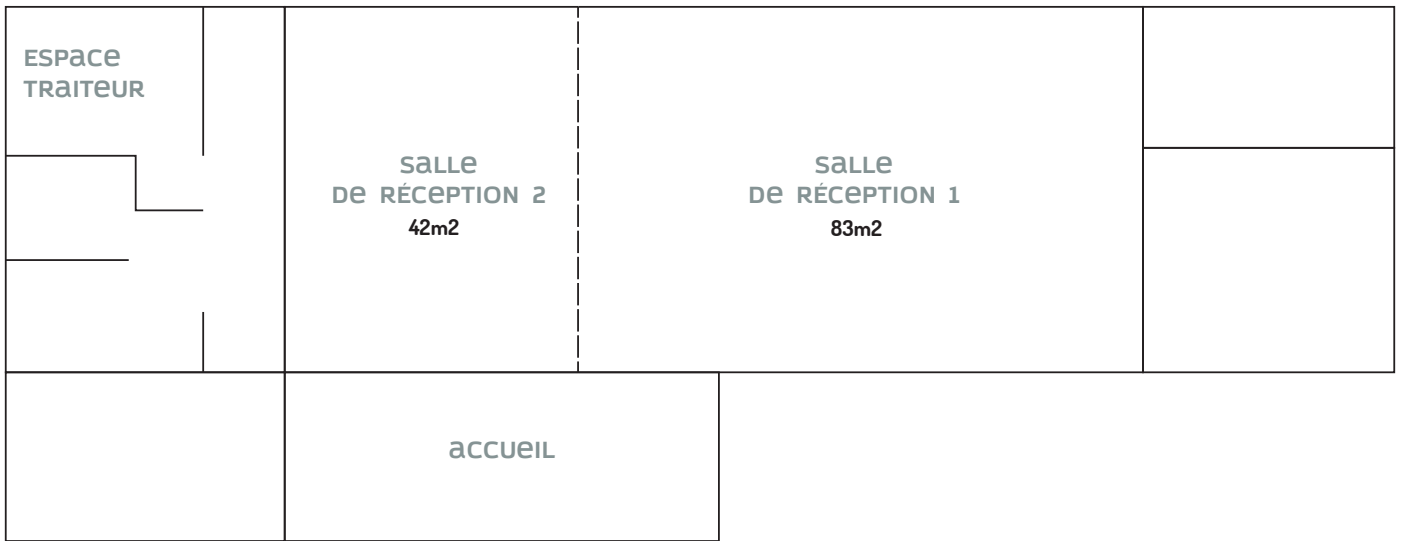 ESPACE
TRAITEUR
SALLE
DE RÉCEPTION 2
42m2
SALLE
DE RÉCEPTION 1
83m2
ACCUEIL